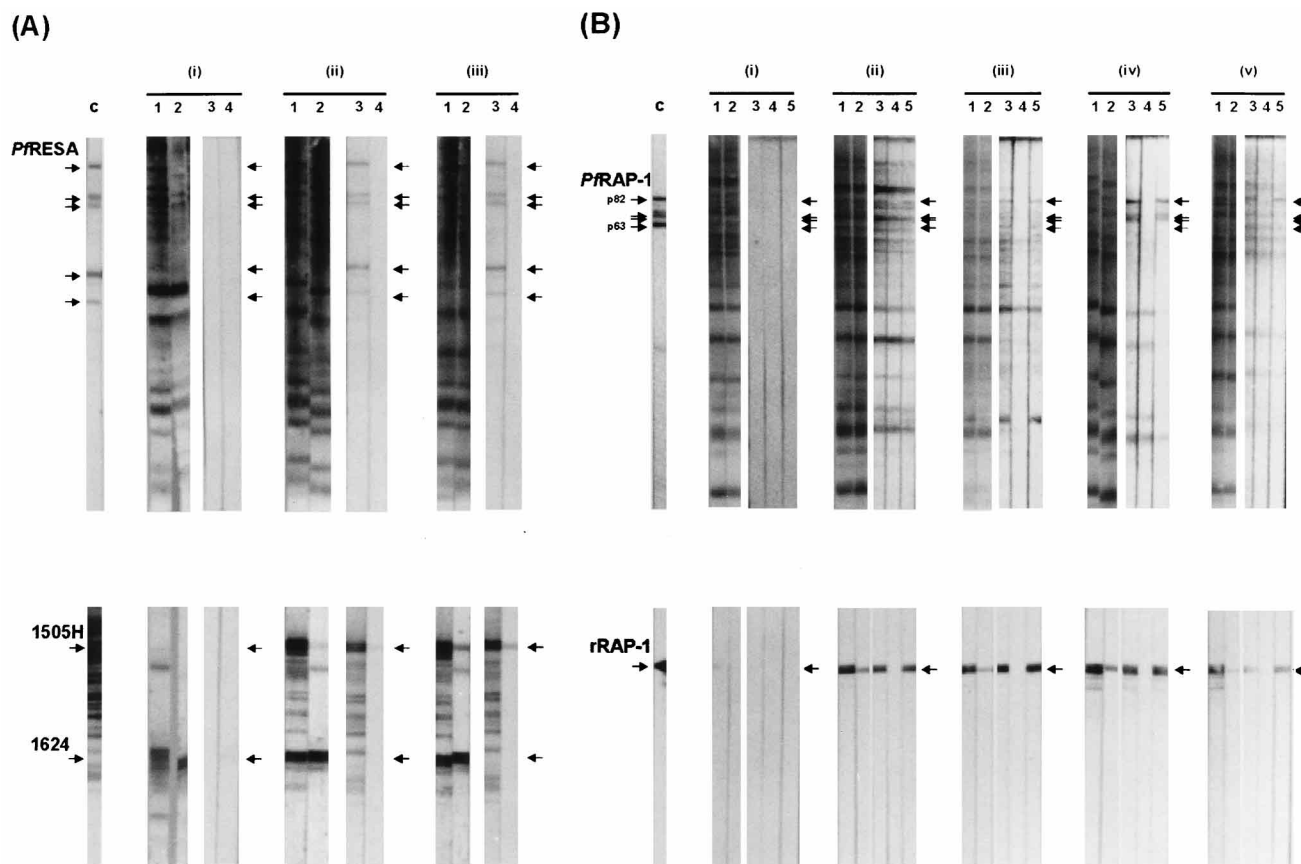 (A)
(i) (ii) (iii)
c 1 2 3 4 1 2 3 4 1 2 3 4
PfRESA
1505H
1624
(B)
(i) (ii) (iii) (iv) (v)
c 1 2 3 4 5 1 2 3 4 5 1 2 3 4 5 1 2 3 4 5 1 2 3 4 5
PfRAP-1
p82
p63
rRAP-1